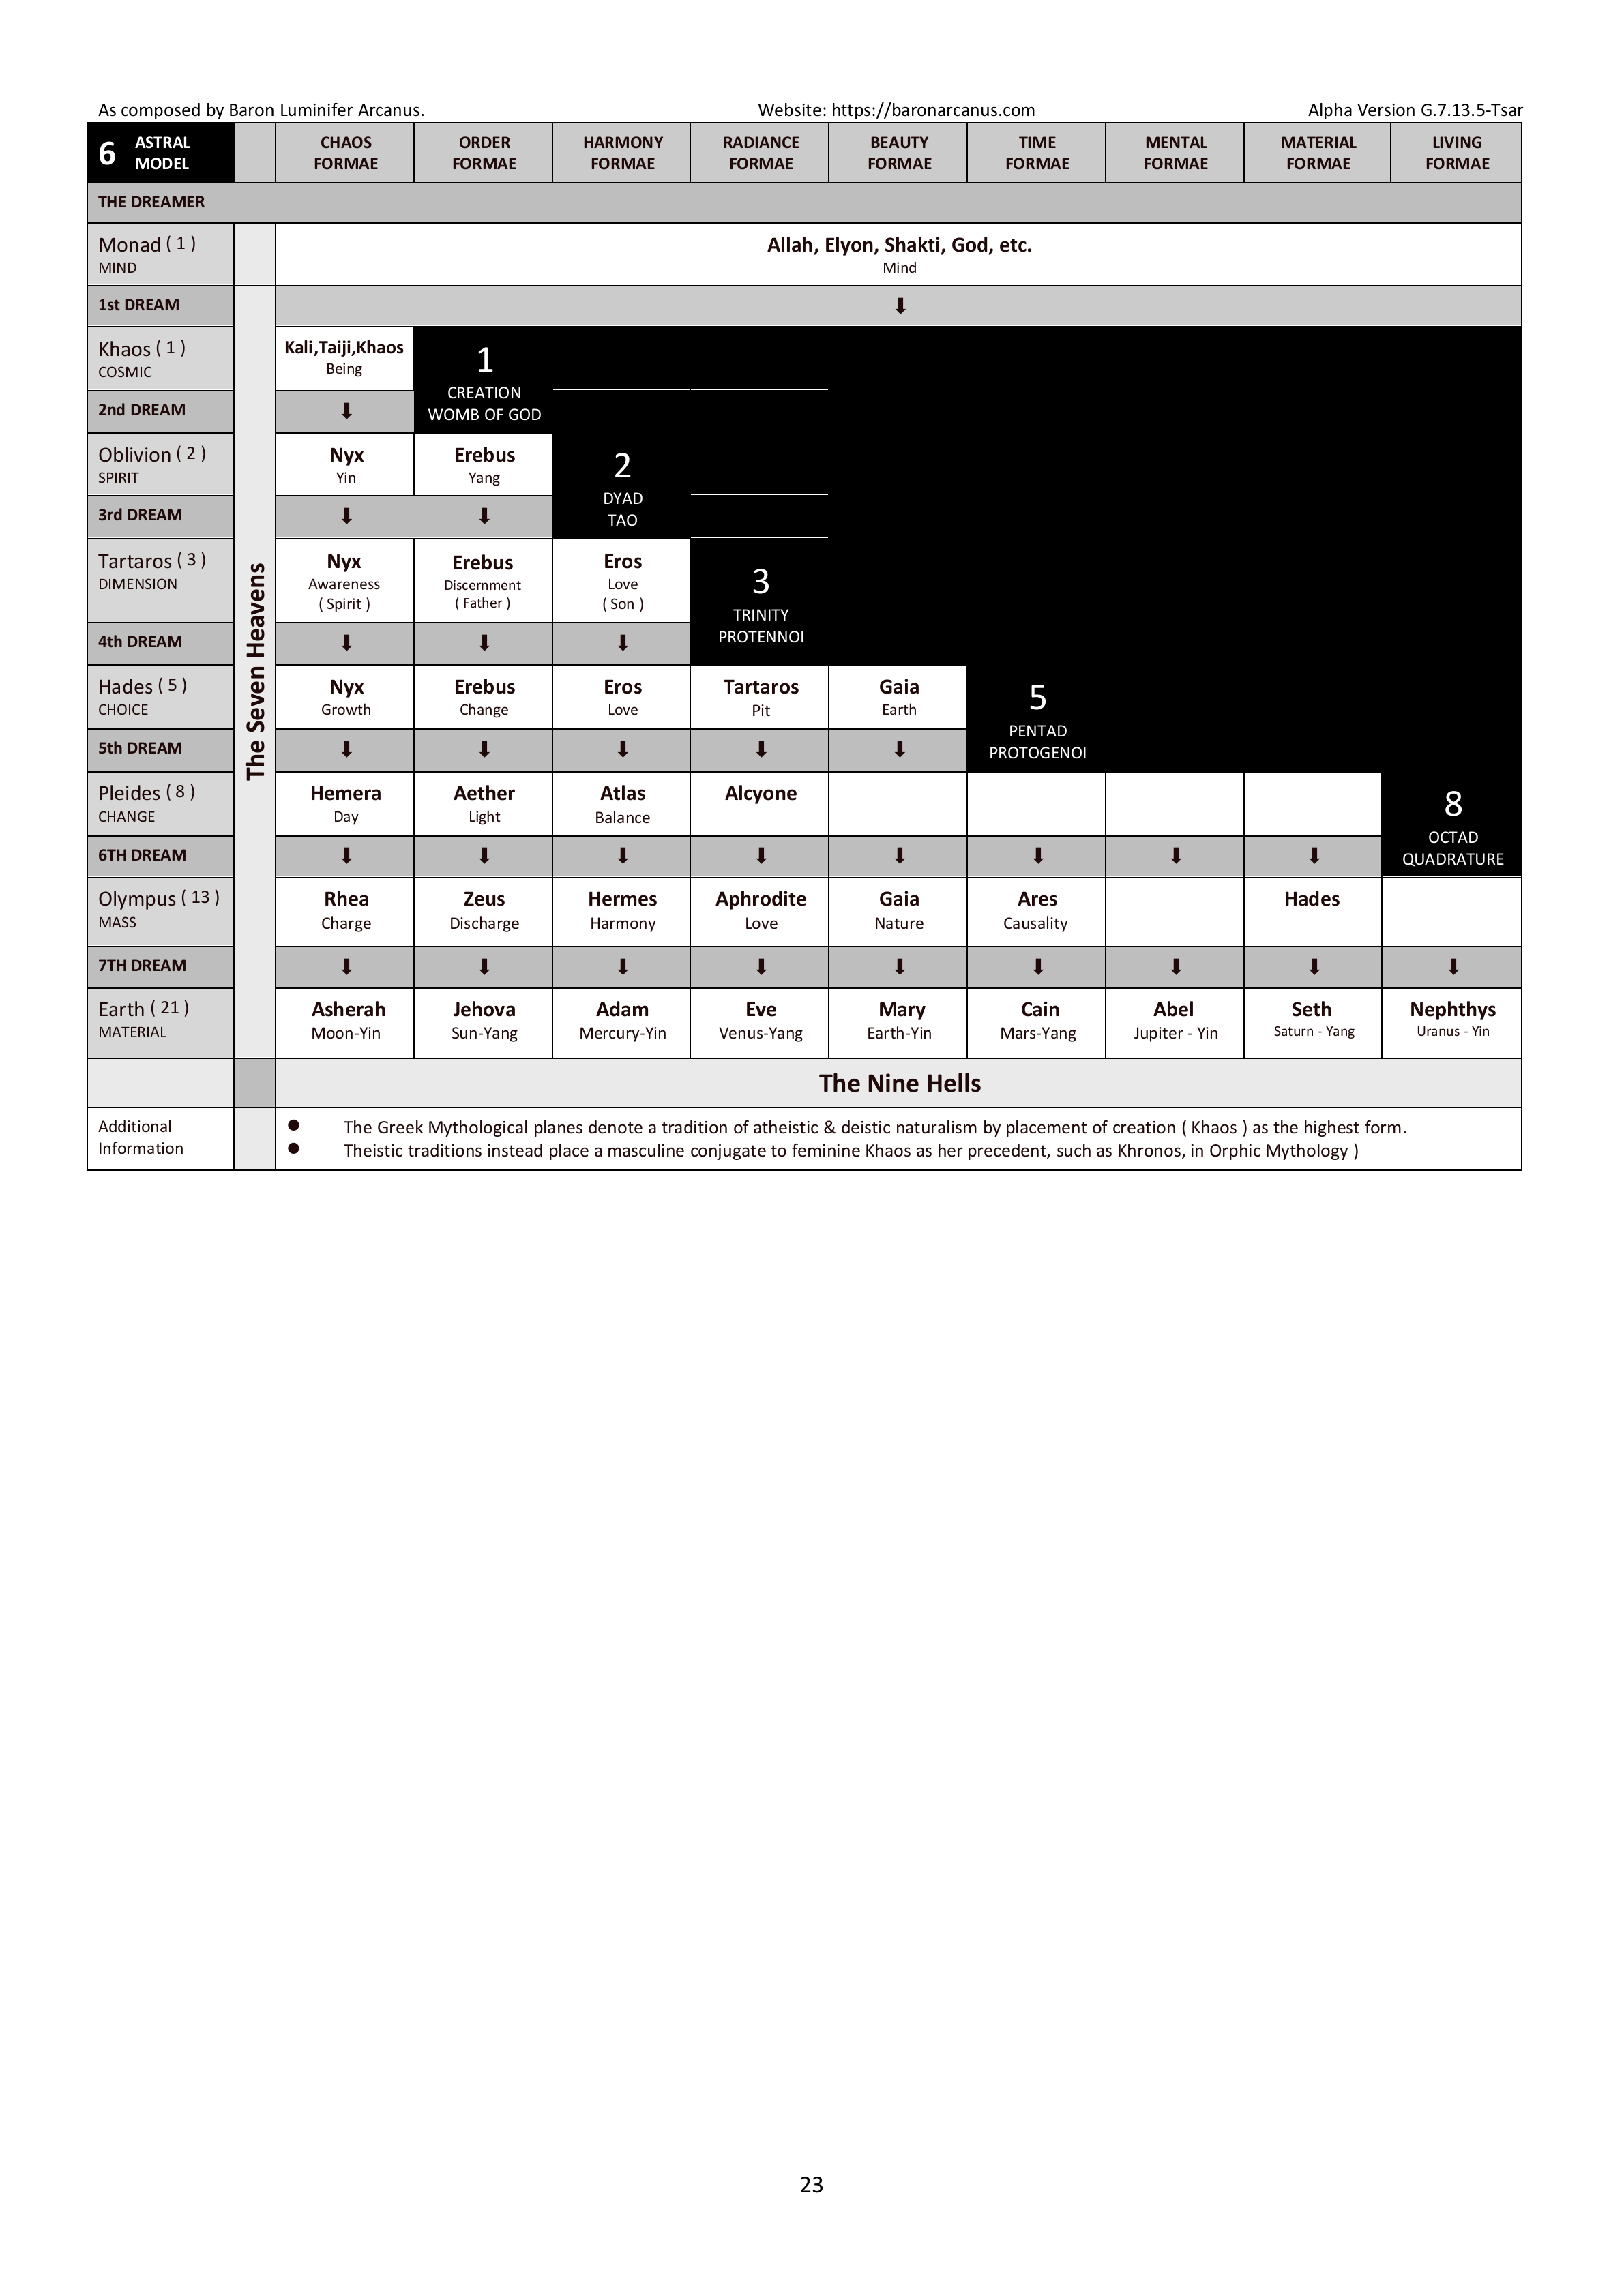 As composed by Baron Luminifer Arcanus. Website: https://baronarcanus.com Alpha Version G.7.13.5-Tsar
6 ASTRAL MODEL
CHAOS FORMAE
ORDER FORMAE
HARMONY FORMAE
RADIANCE FORMAE
BEAUTY FORMAE
TIME FORMAE
MENTAL FORMAE
MATERIAL FORMAE
LIVING FORMAE
THE DREAMER
Monad ( 1 )
MIND
Allah, Elyon, Shakti, God, etc.
Mind
The Seven Heavens
1st DREAM ⬇
Khaos ( 1 )
COSMIC
Kali,Taiji,Khaos
Being
1
CREATION
WOMB OF GOD
2nd DREAM ⬇
Oblivion ( 2 )
SPIRIT
Nyx
Yin
Erebus
Yang
2
DYAD
TAO
3rd DREAM ⬇ ⬇
Tartaros ( 3 )
DIMENSION
Nyx
Awareness
( Spirit )
Erebus
Discernment
( Father )
Eros
Love
( Son )
3
TRINITY
PROTENNOI
4th DREAM ⬇ ⬇ ⬇
Hades ( 5 )
CHOICE
Nyx
Growth
Erebus
Change
Eros
Love
Tartaros
Pit
Gaia
Earth
5
PENTAD
PROTOGENOI
5th DREAM ⬇ ⬇ ⬇ ⬇ ⬇
Pleides ( 8 )
CHANGE
Hemera
Day
Aether
Light
Atlas
Balance
Alcyone
8
OCTAD
QUADRATURE
6TH DREAM ⬇ ⬇ ⬇ ⬇ ⬇ ⬇ ⬇ ⬇
Olympus ( 13 )
MASS
Rhea
Charge
Zeus
Discharge
Hermes
Harmony
Aphrodite
Love
Gaia
Nature
Ares
Causality
Hades
7TH DREAM ⬇ ⬇ ⬇ ⬇ ⬇ ⬇ ⬇ ⬇ ⬇
Earth ( 21 )
MATERIAL
Asherah
Moon-Yin
Jehova
Sun-Yang
Adam
Mercury-Yin
Eve
Venus-Yang
Mary
Earth-Yin
Cain
Mars-Yang
Abel
Jupiter - Yin
Seth
Saturn - Yang
Nephthys
Uranus - Yin
The Nine Hells
Additional
Information
● The Greek Mythological planes denote a tradition of atheistic & deistic naturalism by placement of creation ( Khaos ) as the highest form.
● Theistic traditions instead place a masculine conjugate to feminine Khaos as her precedent, such as Khronos, in Orphic Mythology )
23